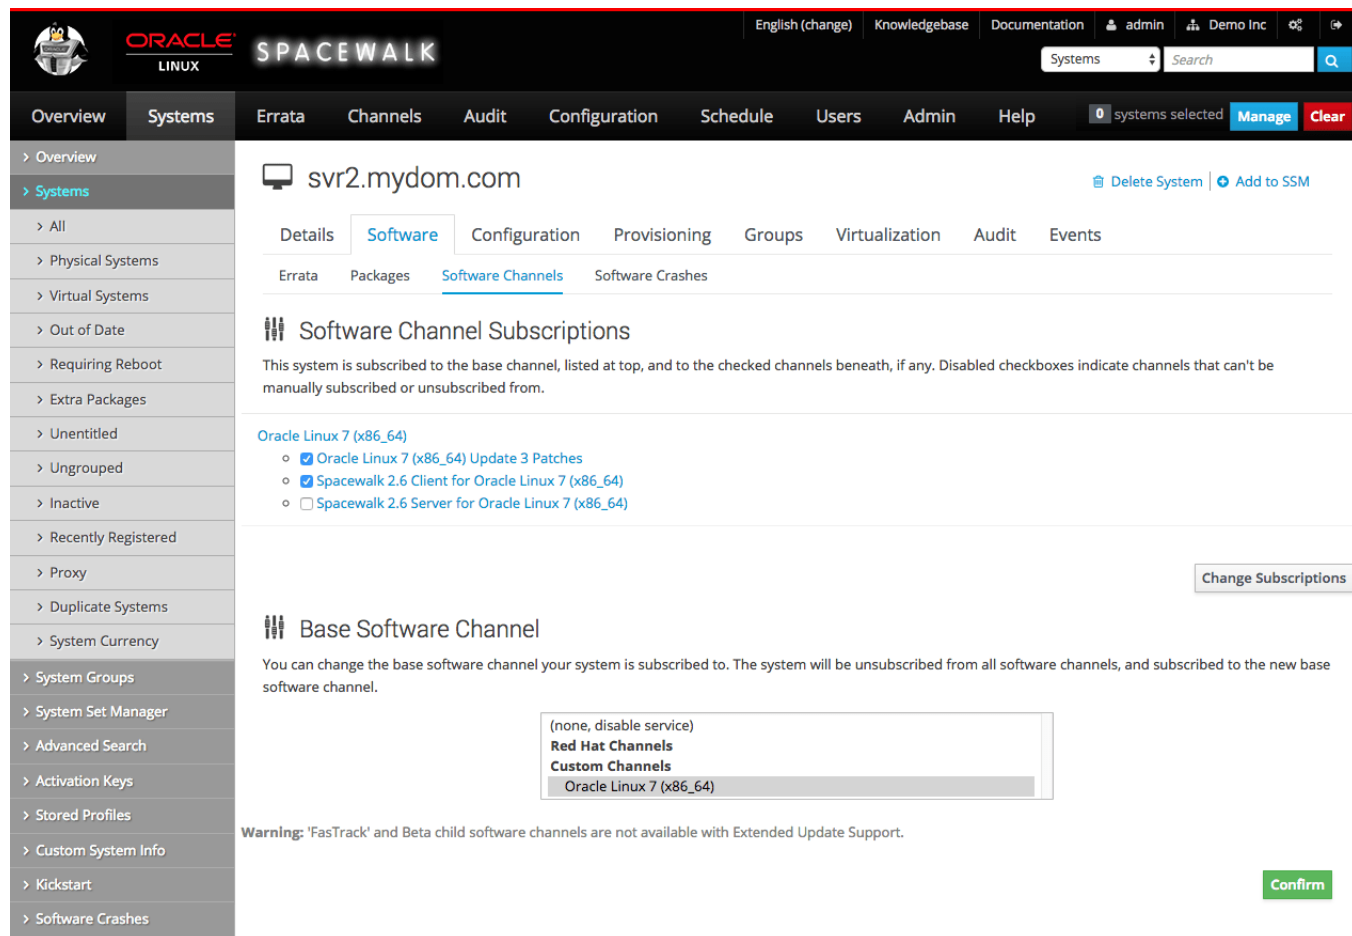 English (change) Knowledgebase Documentation admin Demo Inc
ORACLE
LINUX
SPACEWALK
Systems Search
Overview Systems Errata Channels Audit Configuration Schedule Users Admin Help 0 systems selected Manage Clear
Overview
Systems
All
Physical Systems
Virtual Systems
Out of Date
Requiring Reboot
Extra Packages
Unentitled
Ungrouped
Inactive
Recently Registered
Proxy
Duplicate Systems
System Currency
System Groups
System Set Manager
Advanced Search
Activation Keys
Stored Profiles
Custom System Info
Kickstart
Software Crashes
svr2.mydom.com
Delete System | Add to SSM
Details Software Configuration Provisioning Groups Virtualization Audit Events
Errata Packages Software Channels Software Crashes
Software Channel Subscriptions
This system is subscribed to the base channel, listed at top, and to the checked channels beneath, if any. Disabled checkboxes indicate channels that can't be
manually subscribed or unsubscribed from.
Oracle Linux 7 (x86_64)
Oracle Linux 7 (x86_64) Update 3 Patches
Spacewalk 2.6 Client for Oracle Linux 7 (x86_64)
Spacewalk 2.6 Server for Oracle Linux 7 (x86_64)
Change Subscriptions
Base Software Channel
You can change the base software channel your system is subscribed to. The system will be unsubscribed from all software channels, and subscribed to the new base
software channel.
(none, disable service)
Red Hat Channels
Custom Channels
Oracle Linux 7 (x86_64)
Warning: 'FasTrack' and Beta child software channels are not available with Extended Update Support.
Confirm